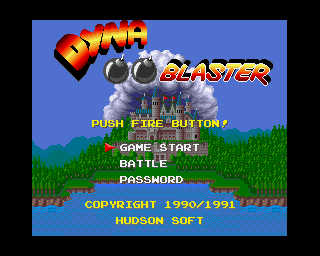 DYNA
BLASTER
PUSH FIRE BUTTON!
GAME START
BATTLE
PASSWORD
COPYRIGHT 1990/1991
HUDSON SOFT